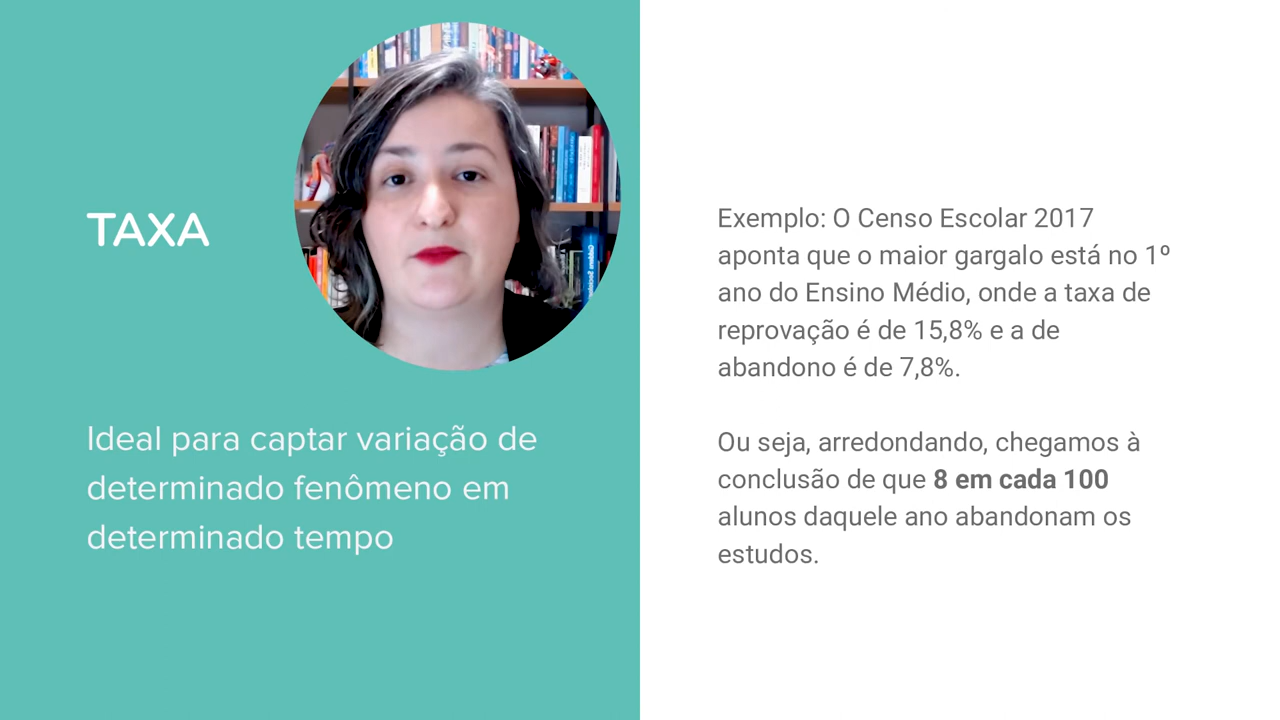 TAXA
Ideal para captar variação de
determinado fenômeno em
determinado tempo
Exemplo: O Censo Escolar 2017
aponta que o maior gargalo está no 1º
ano do Ensino Médio, onde a taxa de
reprovação é de 15,8% e a de
abandono é de 7,8%.
Ou seja, arredondando, chegamos à
conclusão de que 8 em cada 100
alunos daquele ano abandonam os
estudos.